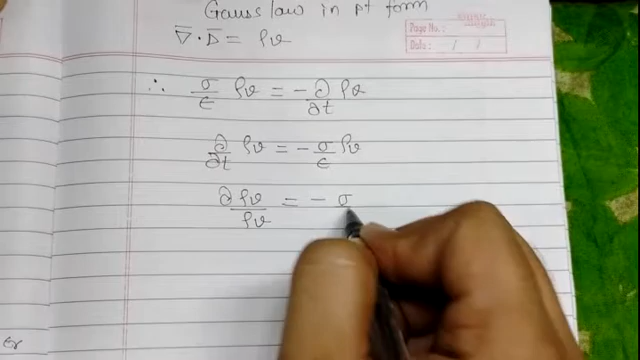 Gauss law in pt form
∇̄ · D̄ = ρv
Page No.:
Date: / /
∴ σ/ϵ ρv = - ∂/∂t ρv
∂/∂t ρv = - σ/ϵ ρv
∂ρv/ρv = - σ